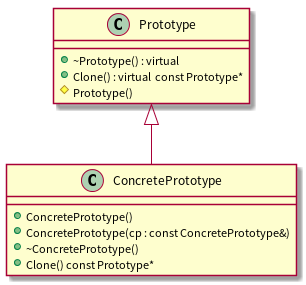 C Prototype
~Prototype() : virtual
Clone() : virtual const Prototype*
Prototype()
C ConcretePrototype
ConcretePrototype()
ConcretePrototype(cp : const ConcretePrototype&)
~ConcretePrototype()
Clone() const Prototype*